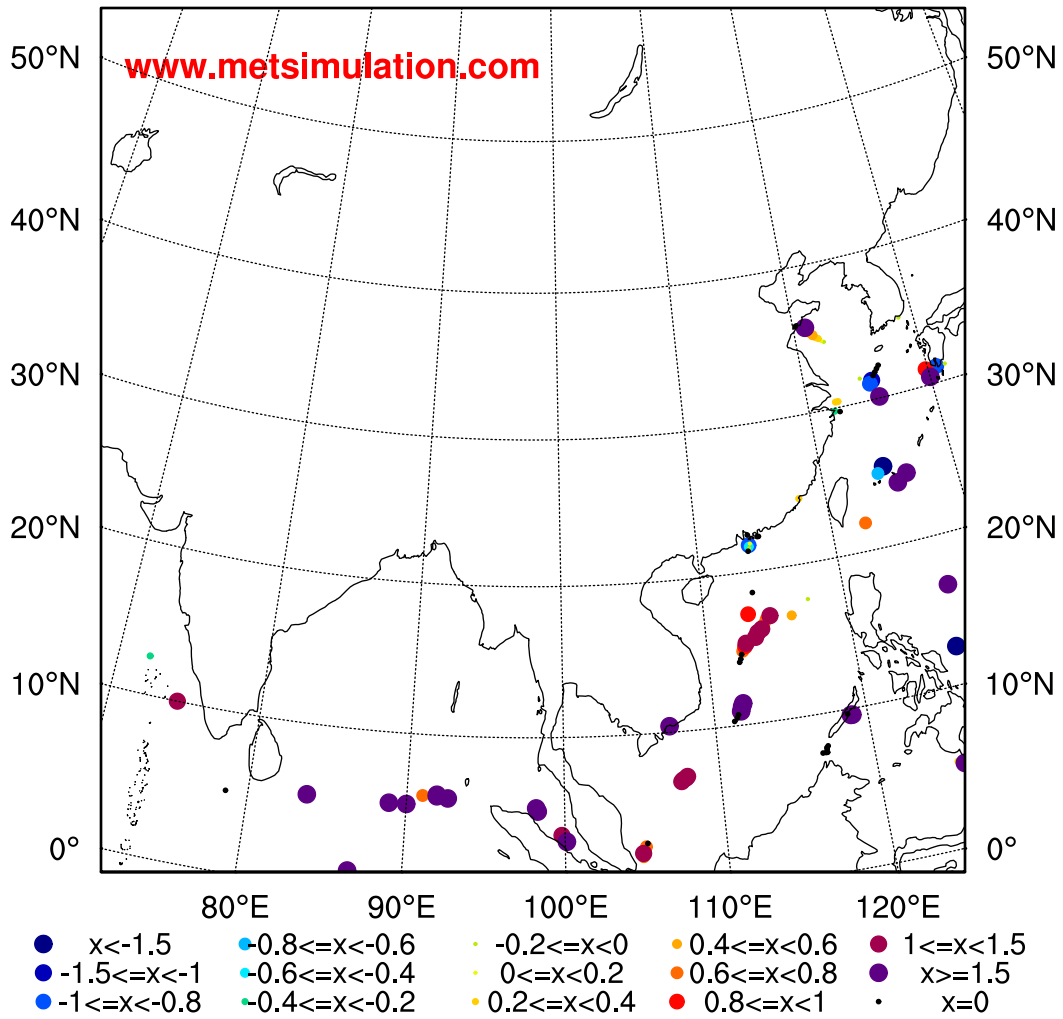 50°N
50°N
www.metsimulation.com
40°N
40°N
30°N
30°N
20°N
20°N
10°N
10°N
0°
0°
80°E 90°E 100°E 110°E 120°E
x<-1.5 -0.8<=x<-0.6 -0.2<=x<0 0.4<=x<0.6 1<=x<1.5
-1.5<=x<-1 -0.6<=x<-0.4 0<=x<0.2 0.6<=x<0.8 x>=1.5
-1<=x<-0.8 -0.4<=x<-0.2 0.2<=x<0.4 0.8<=x<1 x=0